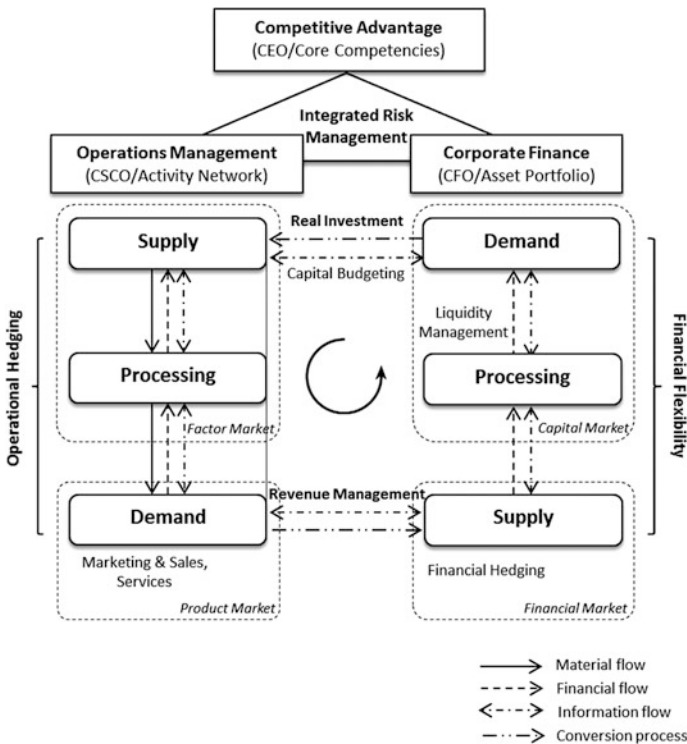 Competitive Advantage
(CEO/Core Competencies)
Integrated Risk
Management
Operations Management
(CSCO/Activity Network)
Corporate Finance
(CFO/Asset Portfolio)
Operational Hedging
Supply
Processing
Factor Market
Demand
Marketing & Sales,
Services
Product Market
Real Investment
Capital Budgeting
Revenue Management
Demand
Liquidity
Management
Processing
Capital Market
Supply
Financial Hedging
Financial Market
Financial Flexibility
Material flow
Financial flow
Information flow
Conversion process